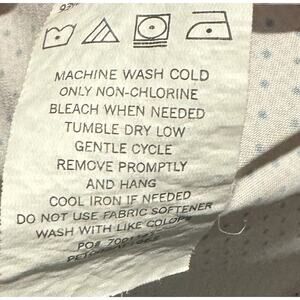 MACHINE WASH COLD
ONLY NON-CHLORINE
BLEACH WHEN NEEDED
TUMBLE DRY LOW
GENTLE CYCLE
REMOVE PROMPTLY
AND HANG
COOL IRON IF NEEDED
DO NOT USE FABRIC SOFTENER
WASH WITH LIKE COLORS
PO#